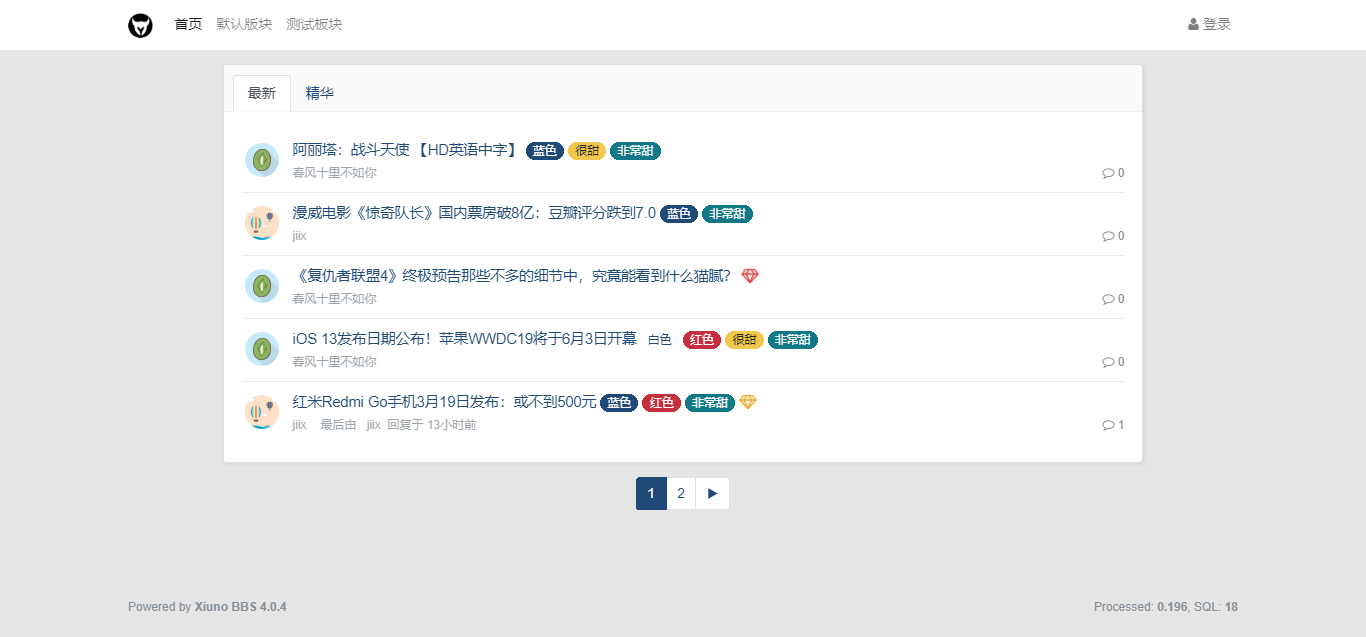 首页 默认版块 测试板块 登录
最新 精华
阿丽塔：战斗天使 【HD英语中字】 蓝色 很甜 非常甜
春风十里不如你 0
漫威电影《惊奇队长》国内票房破8亿：豆瓣评分跌到7.0 蓝色 非常甜
jiix 0
《复仇者联盟4》终极预告那些不多的细节中，究竟能看到什么猫腻？
春风十里不如你 0
iOS 13发布日期公布！苹果WWDC19将于6月3日开幕 白色 红色 很甜 非常甜
春风十里不如你 0
红米Redmi Go手机3月19日发布：或不到500元 蓝色 红色 非常甜
jiix 最后由 jiix 回复于 13小时前 1
1 2 ▶
Powered by Xiuno BBS 4.0.4 Processed: 0.196, SQL: 18